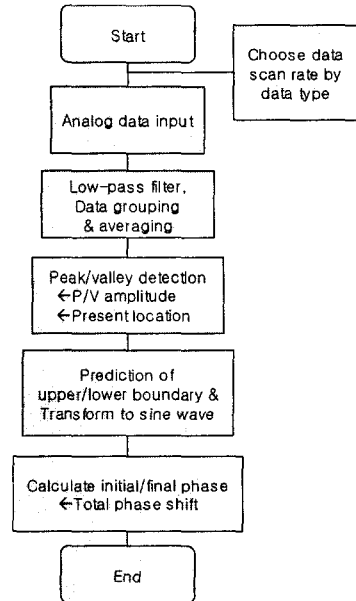 Start
Choose data
scan rate by
data type
Analog data input
Low-pass filter,
Data grouping
& averaging
Peak/valley detection
←P/V amplitude
←Present location
Prediction of
upper/lower boundary &
Transform to sine wave
Calculate initial/final phase
←Total phase shift
End